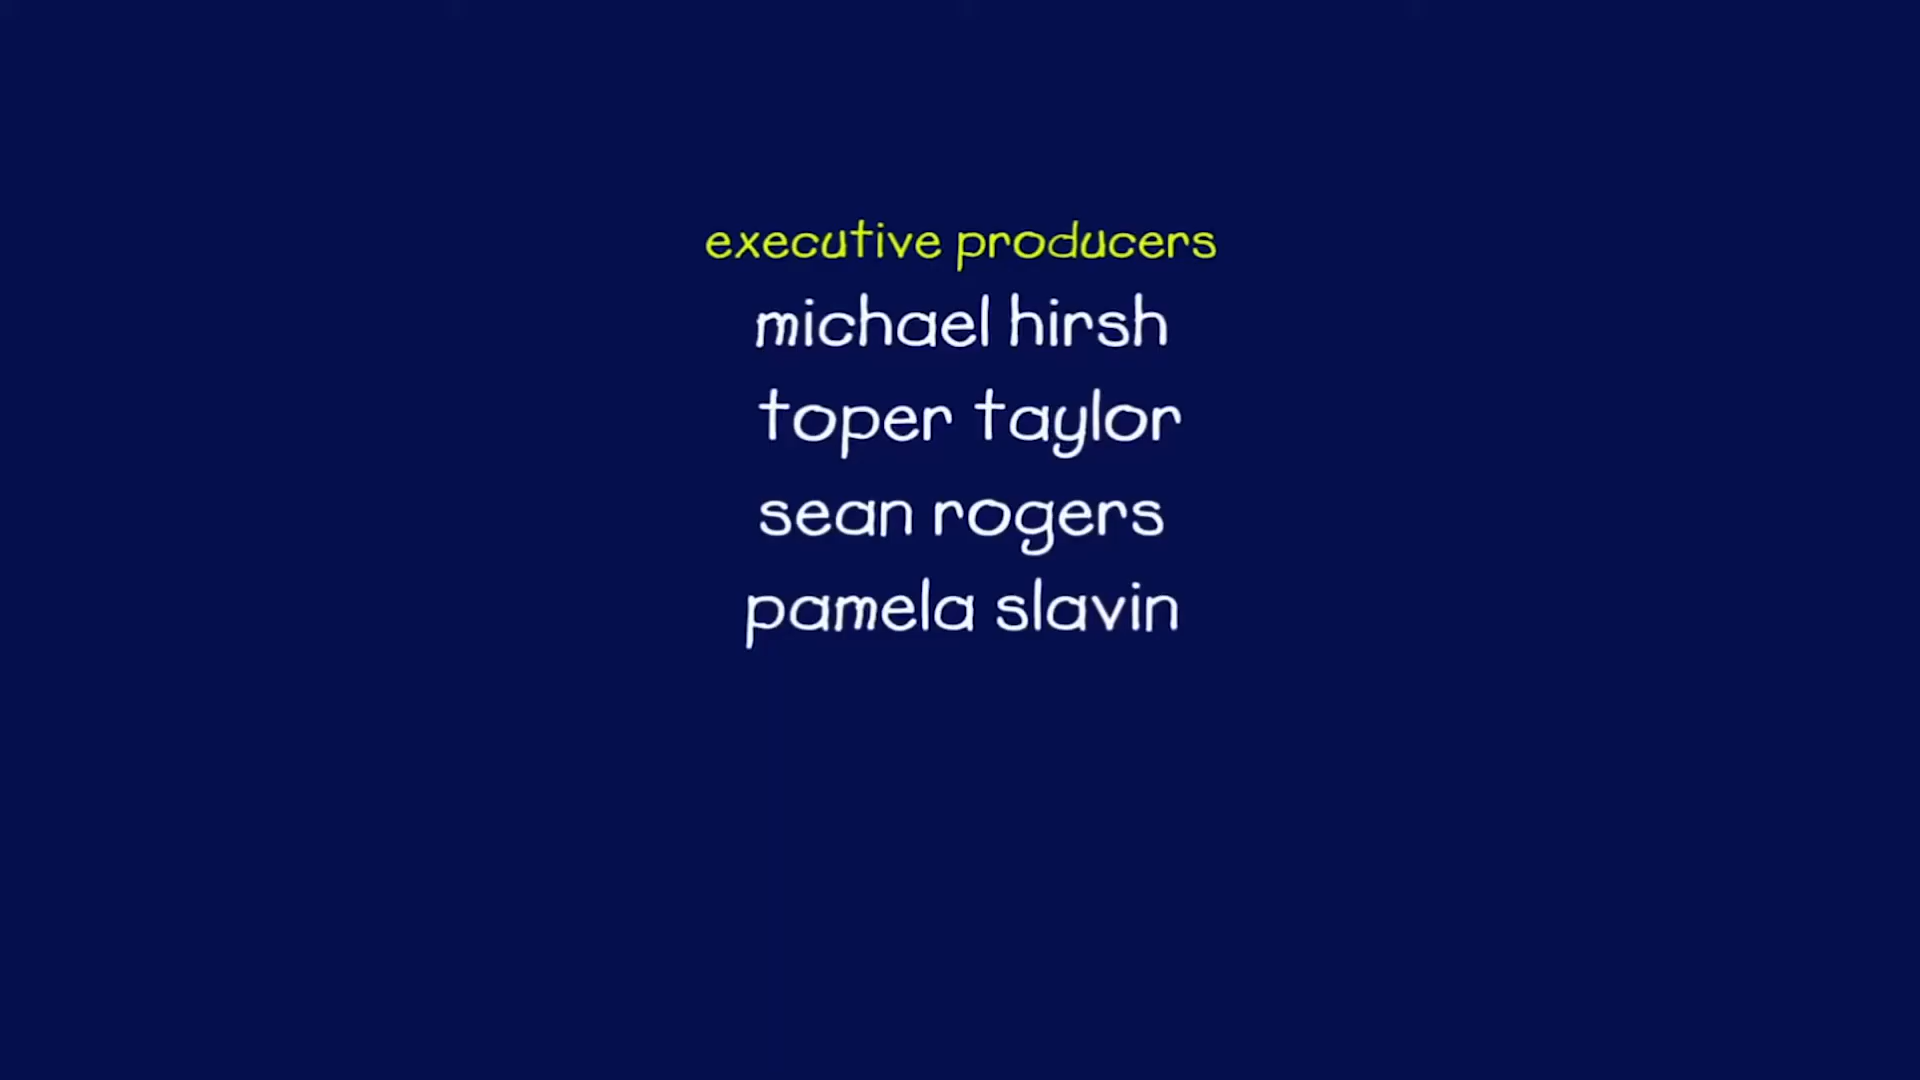 executive producers
michael hirsh
toper taylor
sean rogers
pamela slavin